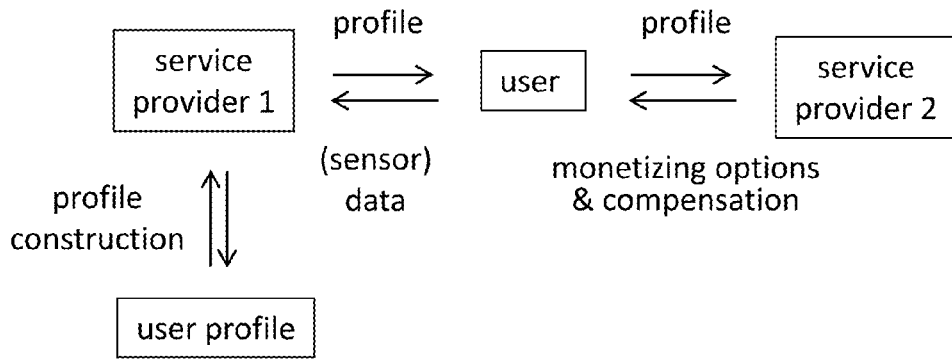 profile
profile
service
provider 1
user
service
provider 2
(sensor)
data
monetizing options
& compensation
profile
construction
user profile